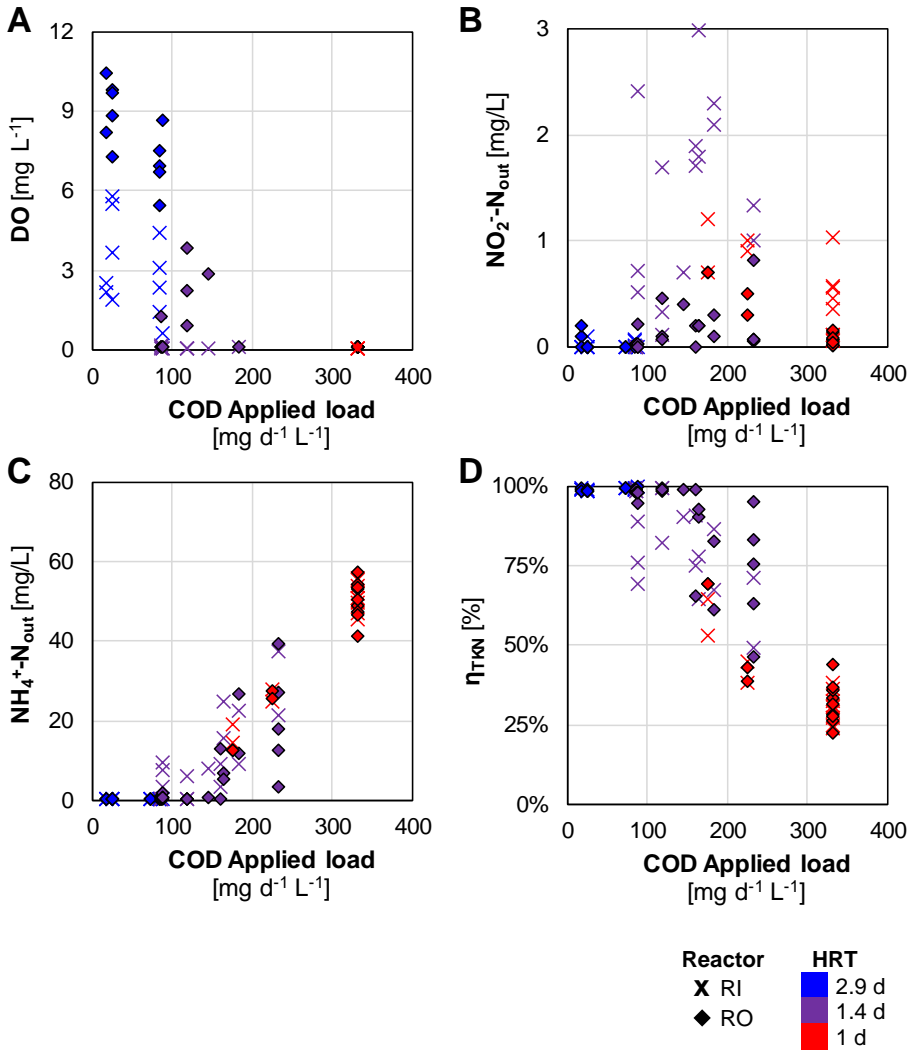 A
DO [mg L⁻¹]
12
9
6
3
0
0 100 200 300 400
COD Applied load
[mg d⁻¹ L⁻¹]
B
NO₂⁻-Nout [mg/L]
3
2
1
0
0 100 200 300 400
COD Applied load
[mg d⁻¹ L⁻¹]
C
NH₄⁺-Nout [mg/L]
80
60
40
20
0
0 100 200 300 400
COD Applied load
[mg d⁻¹ L⁻¹]
D
ηTKN [%]
100%
75%
50%
25%
0%
0 100 200 300 400
COD Applied load
[mg d⁻¹ L⁻¹]
Reactor HRT
RI 2.9 d
RO 1.4 d
1 d